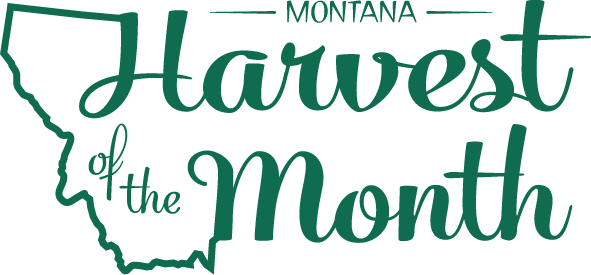 MONTANA
Harvest
of the
Month